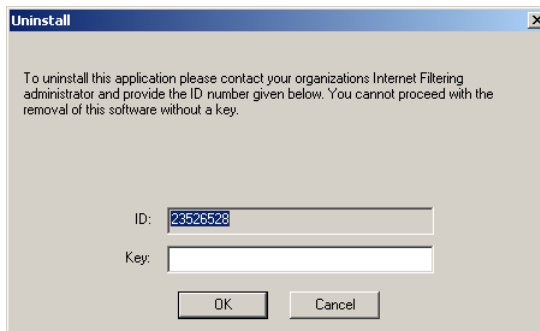 Uninstall
To uninstall this application please contact your organizations Internet Filtering
administrator and provide the ID number given below. You cannot proceed with the
removal of this software without a key.
ID: 23526528
Key:
OK Cancel